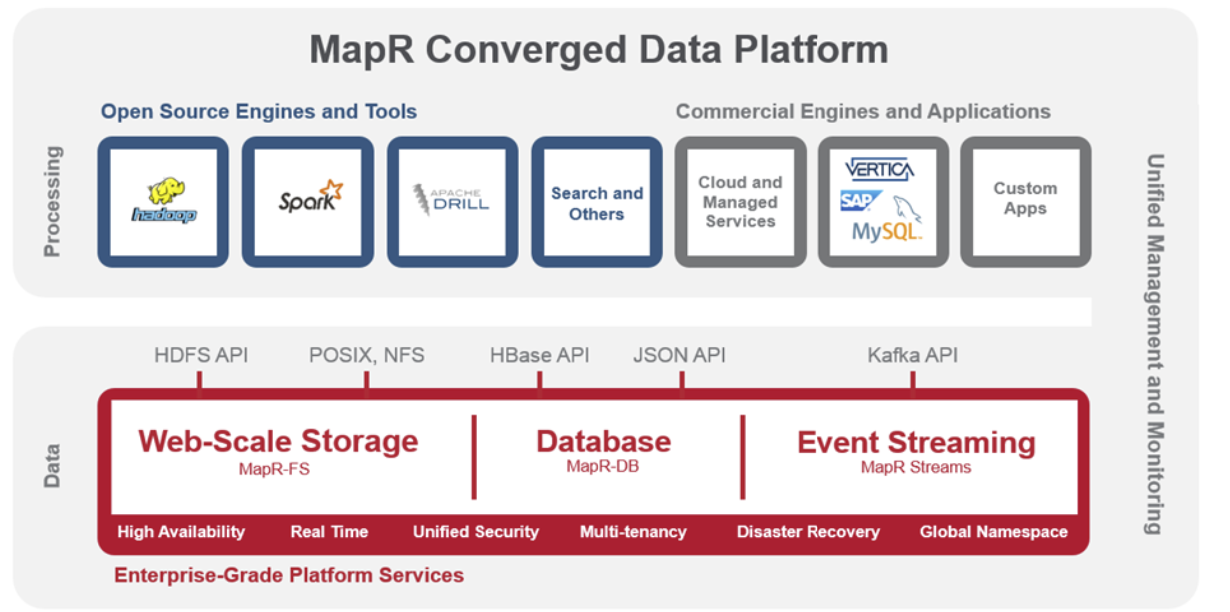 MapR Converged Data Platform
Open Source Engines and Tools
Commercial Engines and Applications
Processing
hadoop
Spark
APACHE
DRILL
Search and
Others
Cloud and
Managed
Services
VERTICA
SAP
MySQL
Custom
Apps
Unified Management and Monitoring
Data
HDFS API
POSIX, NFS
HBase API
JSON API
Kafka API
Web-Scale Storage
MapR-FS
Database
MapR-DB
Event Streaming
MapR Streams
High Availability
Real Time
Unified Security
Multi-tenancy
Disaster Recovery
Global Namespace
Enterprise-Grade Platform Services